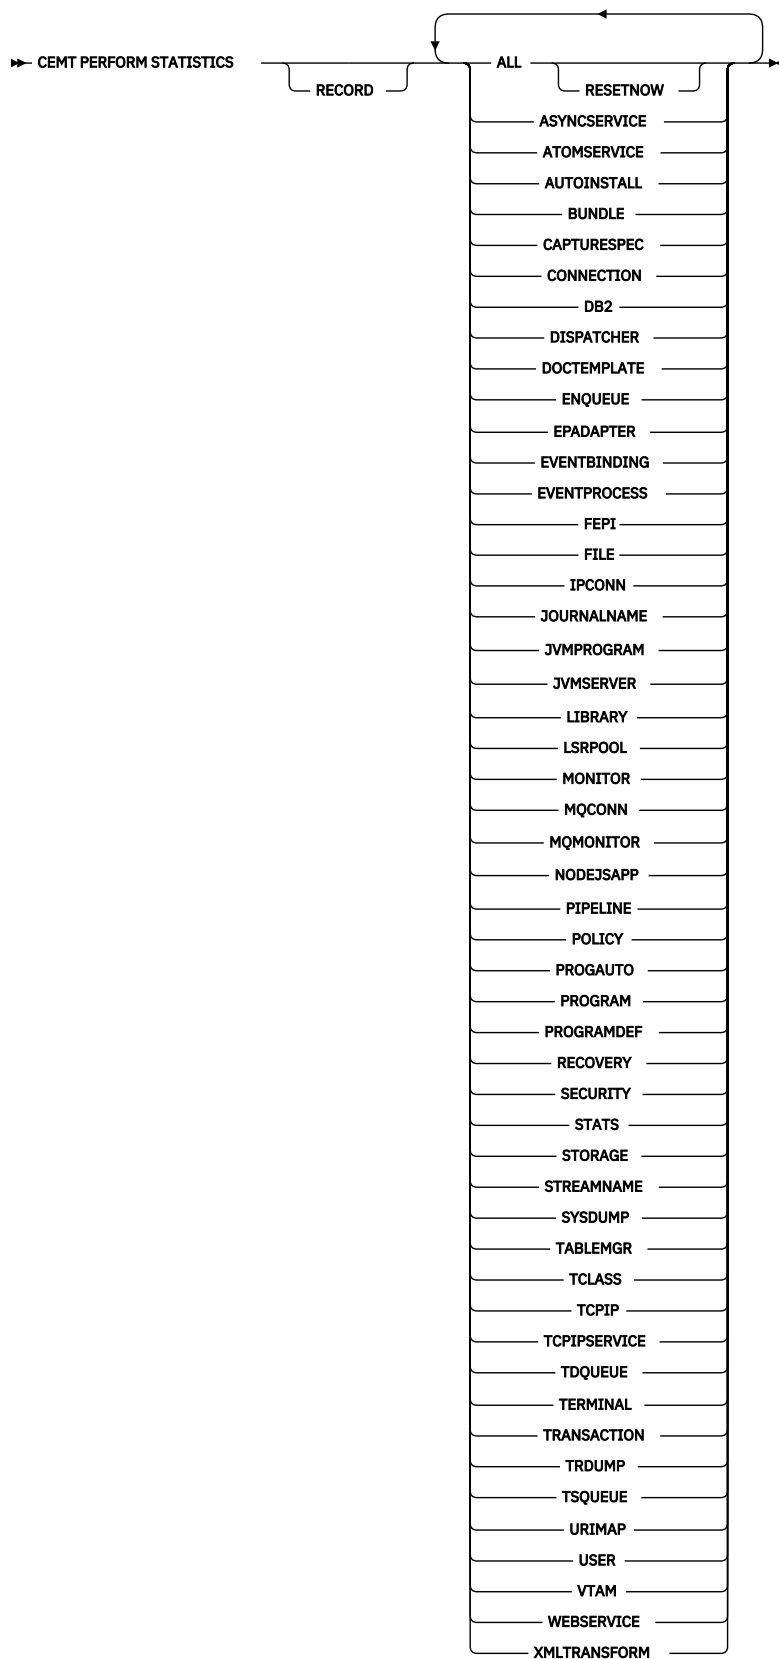 CEMT PERFORM STATISTICS ALL
RECORD RESETNOW
ASYNCSERVICE
ATOMSERVICE
AUTOINSTALL
BUNDLE
CAPTURESPEC
CONNECTION
DB2
DISPATCHER
DOCTEMPLATE
ENQUEUE
EPADAPTER
EVENTBINDING
EVENTPROCESS
FEPI
FILE
IPCONN
JOURNALNAME
JVMPROGRAM
JVMSERVER
LIBRARY
LSRPOOL
MONITOR
MQCONN
MQMONITOR
NODEJSAPP
PIPELINE
POLICY
PROGAUTO
PROGRAM
PROGRAMDEF
RECOVERY
SECURITY
STATS
STORAGE
STREAMNAME
SYSDUMP
TABLEMGR
TCLASS
TCPIP
TCPIPSERVICE
TDQUEUE
TERMINAL
TRANSACTION
TRDUMP
TSQUEUE
URIMAP
USER
VTAM
WEBSERVICE
XMLTRANSFORM